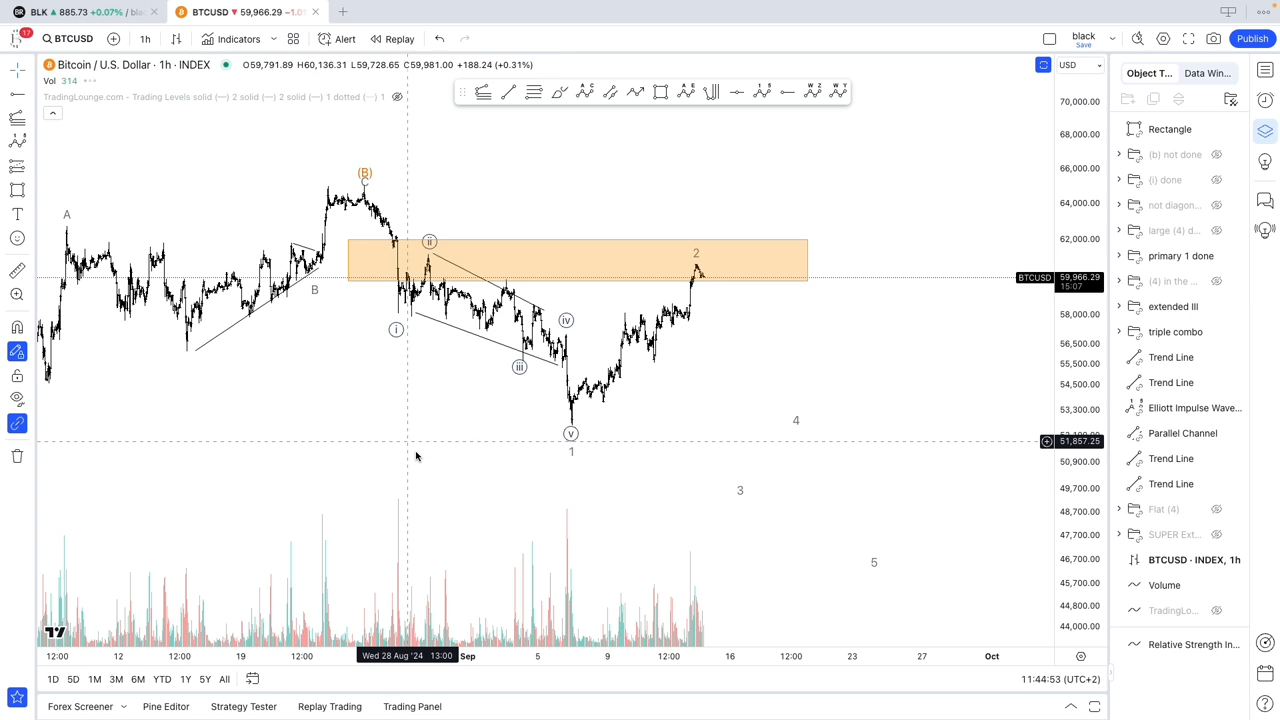 BLK ▲ 885.73 +0.07% / bla
BTCUSD ▼ 59,966.29 −1.0
17
BTCUSD
1h
Indicators
Alert
Replay
black
Save
Publish
Bitcoin / U.S. Dollar · 1h · INDEX
O59,791.89 H60,136.31 L59,728.65 C59,981.00 +188.24 (+0.31%)
USD
Vol 314
TradingLounge.com - Trading Levels solid (—) 2 solid (—) 2 solid (—) 1 dotted (—) 1
A
B
(B)
C
i
ii
iii
iv
v
1
2
3
4
5
70,000.00
68,000.00
66,000.00
64,000.00
62,000.00
BTCUSD 59,966.29
15:07
58,000.00
56,500.00
55,500.00
54,500.00
53,300.00
51,857.25
50,900.00
49,700.00
48,700.00
47,700.00
46,700.00
45,700.00
44,800.00
44,000.00
12:00
12
12:00
19
12:00
Wed 28 Aug '24 13:00
Sep
5
9
12:00
16
12:00
23
27
Oct
1D 5D 1M 3M 6M YTD 1Y 5Y All
11:44:53 (UTC+2)
Forex Screener
Pine Editor
Strategy Tester
Replay Trading
Trading Panel
Object T...
Data Win...
Rectangle
(b) not done
(i) done
not diagon...
large (4) d...
primary 1 done
(4) in the ...
extended III
triple combo
Trend Line
Trend Line
Elliott Impulse Wave...
Parallel Channel
Trend Line
Trend Line
Flat (4)
SUPER Ext...
BTCUSD · INDEX, 1h
Volume
TradingLo...
Relative Strength In...